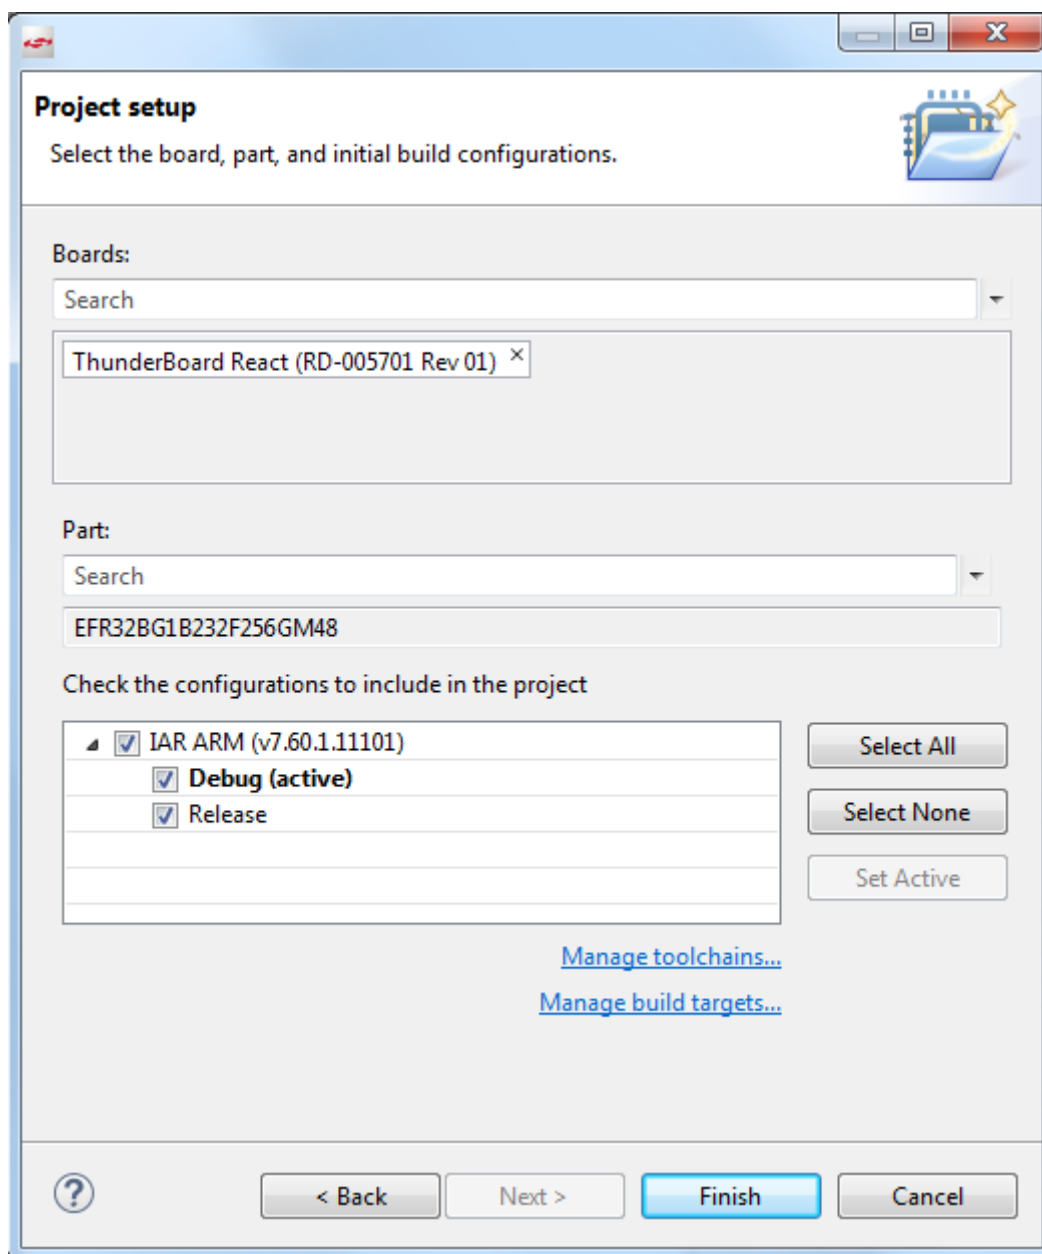 Project setup
Select the board, part, and initial build configurations.
Boards:
Search
ThunderBoard React (RD-005701 Rev 01) ×
Part:
Search
EFR32BG1B232F256GM48
Check the configurations to include in the project
IAR ARM (v7.60.1.11101)
Debug (active)
Release
Select All
Select None
Set Active
Manage toolchains...
Manage build targets...
< Back
Next >
Finish
Cancel